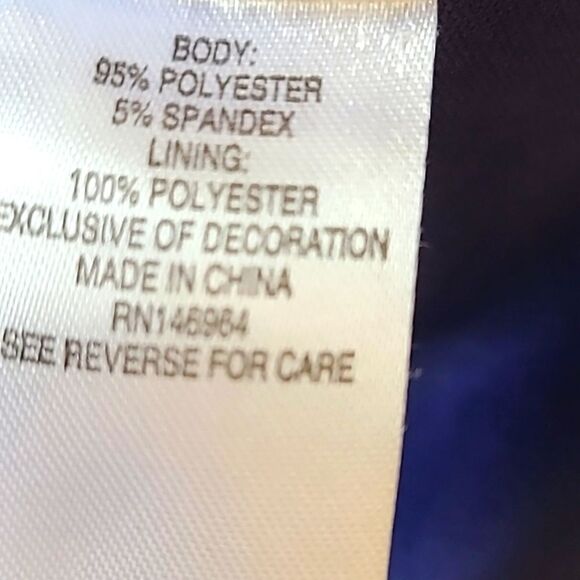 BODY:
95% POLYESTER
5% SPANDEX
LINING:
100% POLYESTER
EXCLUSIVE OF DECORATION
MADE IN CHINA
RN146964
SEE REVERSE FOR CARE